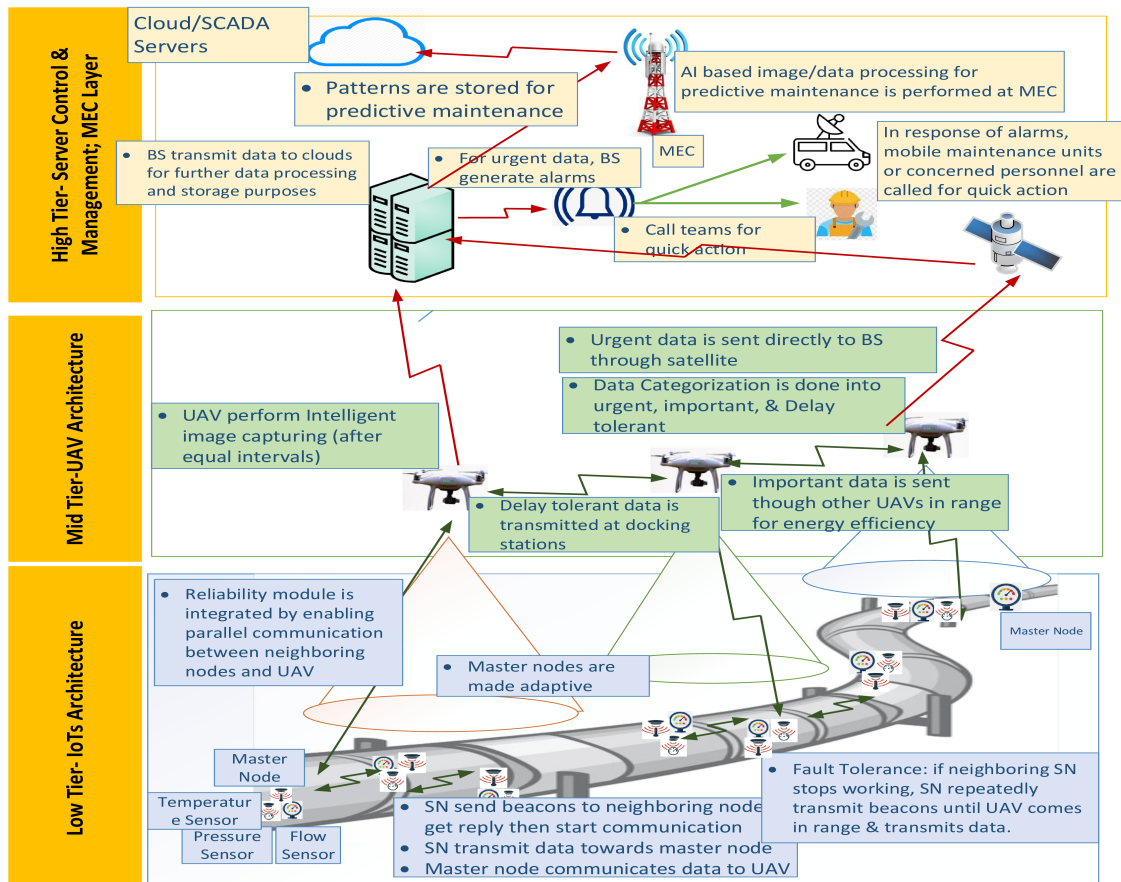 High Tier- Server Control &
Management; MEC Layer
Cloud/SCADA
Servers
• Patterns are stored for
predictive maintenance
AI based image/data processing for
predictive maintenance is performed at MEC
MEC
• BS transmit data to clouds
for further data processing
and storage purposes
• For urgent data, BS
generate alarms
In response of alarms,
mobile maintenance units
or concerned personnel are
called for quick action
• Call teams for
quick action
Mid Tier-UAV Architecture
• Urgent data is sent directly to BS
through satellite
• Data Categorization is done into
urgent, important, & Delay
tolerant
• UAV perform Intelligent
image capturing (after
equal intervals)
• Delay tolerant data is
transmitted at docking
stations
• Important data is sent
though other UAVs in range
for energy efficiency
Low Tier- IoTs Architecture
• Reliability module is
integrated by enabling
parallel communication
between neighboring
nodes and UAV
• Master nodes are
made adaptive
Master Node
Master
Node
Temperatur
e Sensor
Pressure
Sensor
Flow
Sensor
• SN send beacons to neighboring node
get reply then start communication
• SN transmit data towards master node
• Master node communicates data to UAV
• Fault Tolerance: if neighboring SN
stops working, SN repeatedly
transmit beacons until UAV comes
in range & transmits data.